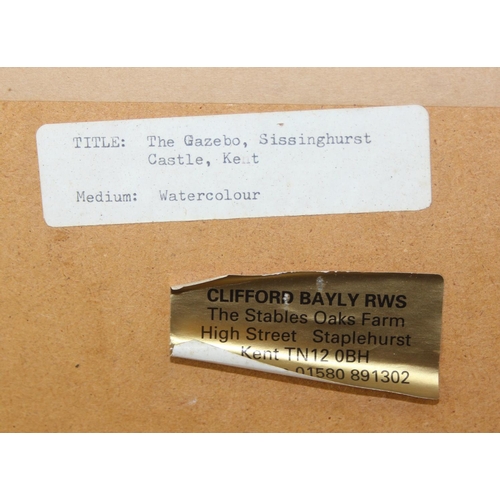 TITLE: The Gazebo, Sissinghurst
Castle, Kent
Medium: Watercolour
CLIFFORD BAYLY RWS
The Stables Oaks Farm
High Street Staplehurst
Kent TN12 0BH
01580 891302